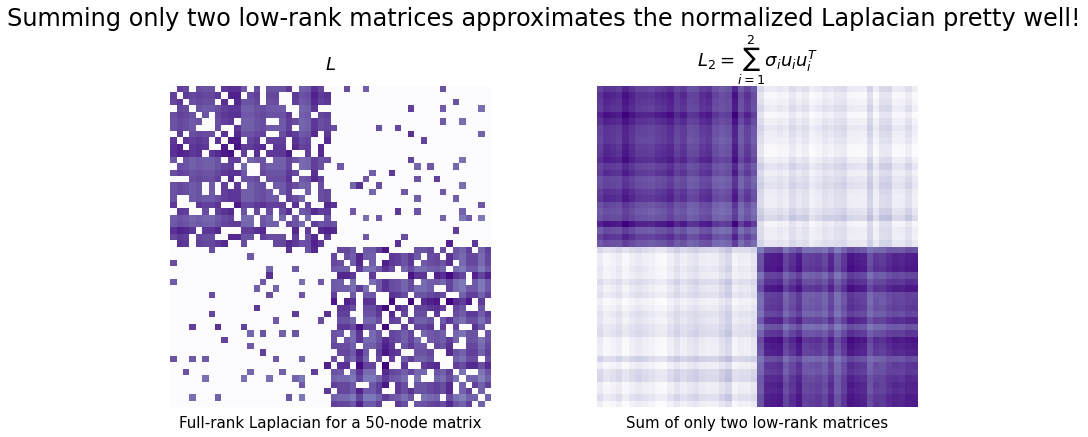 Summing only two low-rank matrices approximates the normalized Laplacian pretty well!
L
L₂ = ∑_{i=1}^{2} σᵢuᵢuᵢᵀ
Full-rank Laplacian for a 50-node matrix
Sum of only two low-rank matrices